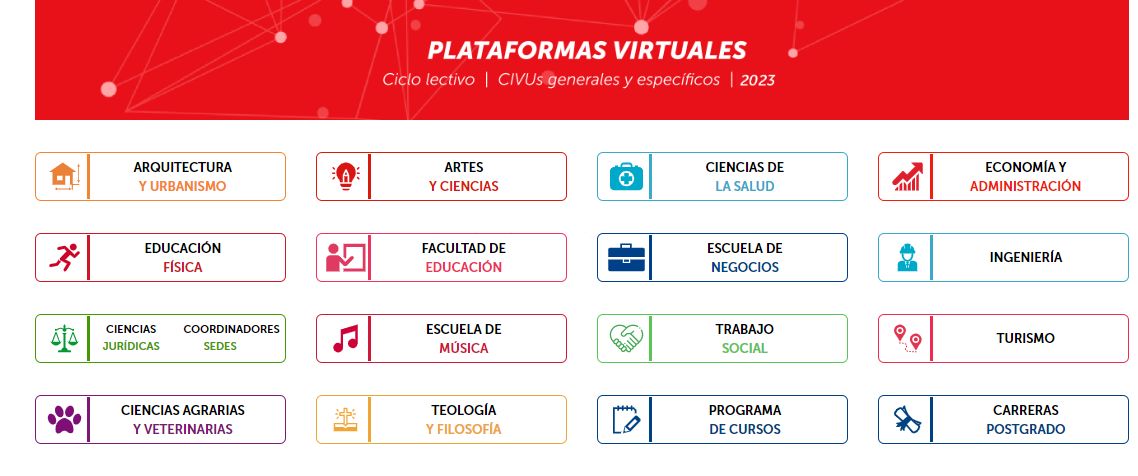 PLATAFORMAS VIRTUALES
Ciclo lectivo | CIVUs generales y específicos | 2023
ARQUITECTURA
Y URBANISMO
ARTES
Y CIENCIAS
CIENCIAS DE
LA SALUD
ECONOMÍA Y
ADMINISTRACIÓN
EDUCACIÓN
FÍSICA
FACULTAD DE
EDUCACIÓN
ESCUELA DE
NEGOCIOS
INGENIERÍA
CIENCIAS
JURÍDICAS
COORDINADORES
SEDES
ESCUELA DE
MÚSICA
TRABAJO
SOCIAL
TURISMO
CIENCIAS AGRARIAS
Y VETERINARIAS
TEOLOGÍA
Y FILOSOFÍA
PROGRAMA
DE CURSOS
CARRERAS
POSTGRADO